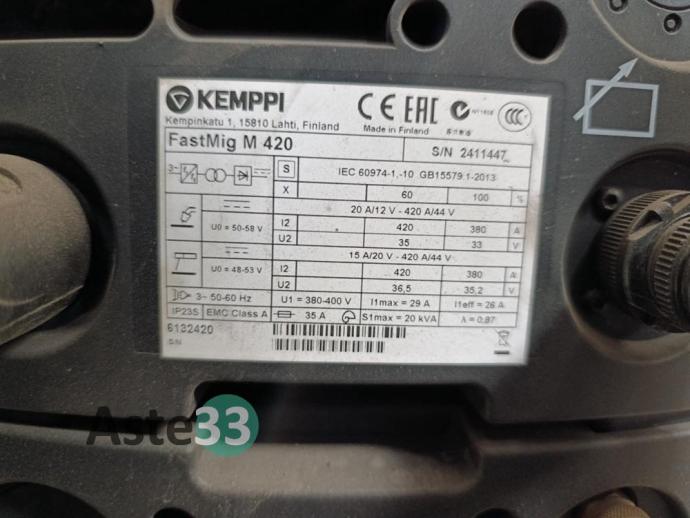 KEMPPI
CE EAC N11658 CCC
Kempinkatu 1, 15810 Lahti, Finland
Made in Finland
FastMig M 420
S/N 2411447
3~ S IEC 60974-1,-10 GB15579.1-2013
X 60 100 %
20 A/12 V - 420 A/44 V
U0 = 50-58 V I2 420 380 A
U2 35 33 V
15 A/20 V - 420 A/44 V
U0 = 48-53 V I2 420 380 A
U2 36,5 35,2 V
3~ 50-60 Hz U1 = 380-400 V I1max = 29 A I1eff = 26 A
IP23S EMC Class A 35 A S1max = 20 kVA λ = 0.87
6132420
S/N:
Aste33